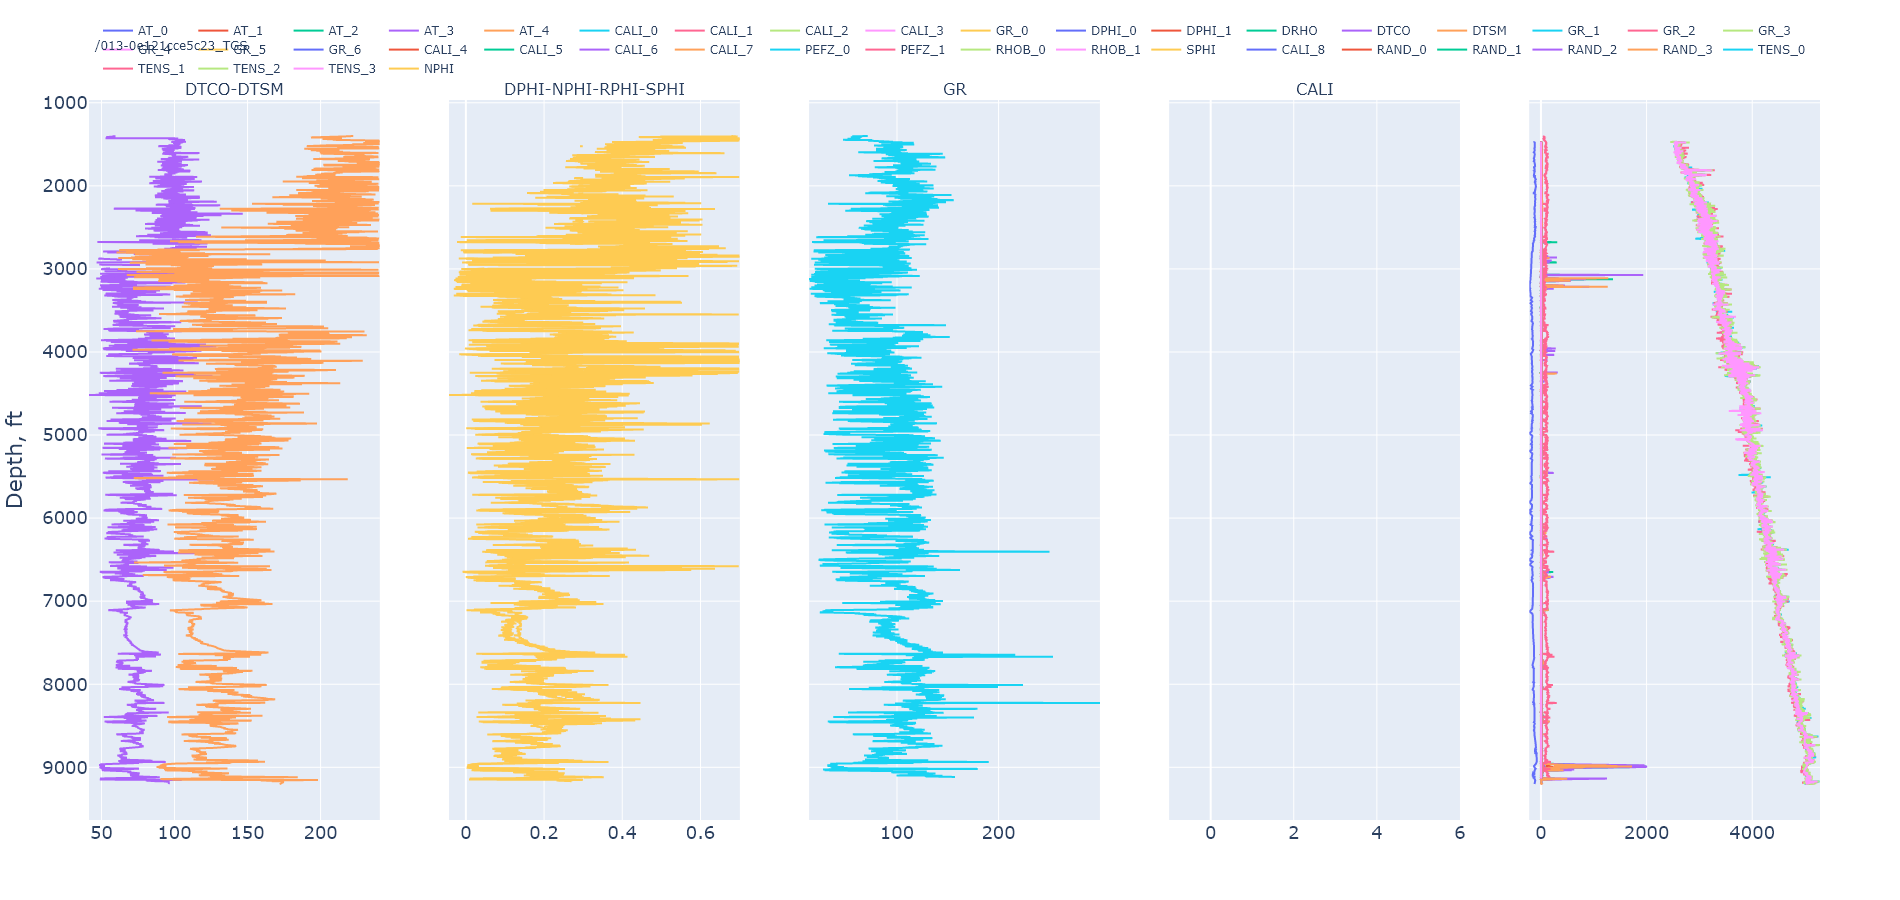 AT_0 AT_1 AT_2 AT_3 AT_4 CALI_0 CALI_1 CALI_2 CALI_3 GR_0 DPHI_0 DPHI_1 DRHO DTCO DTSM GR_1 GR_2 GR_3
/013-0e121cce5c23_TGS
GR_4 GR_5 GR_6 CALI_4 CALI_5 CALI_6 CALI_7 PEFZ_0 PEFZ_1 RHOB_0 RHOB_1 SPHI CALI_8 RAND_0 RAND_1 RAND_2 RAND_3 TENS_0
TENS_1 TENS_2 TENS_3 NPHI
DTCO-DTSM DPHI-NPHI-RPHI-SPHI GR CALI
1000
2000
3000
4000
5000
6000
7000
8000
9000
Depth, ft
50 100 150 200 0 0.2 0.4 0.6 100 200 0 2 4 6 0 2000 4000